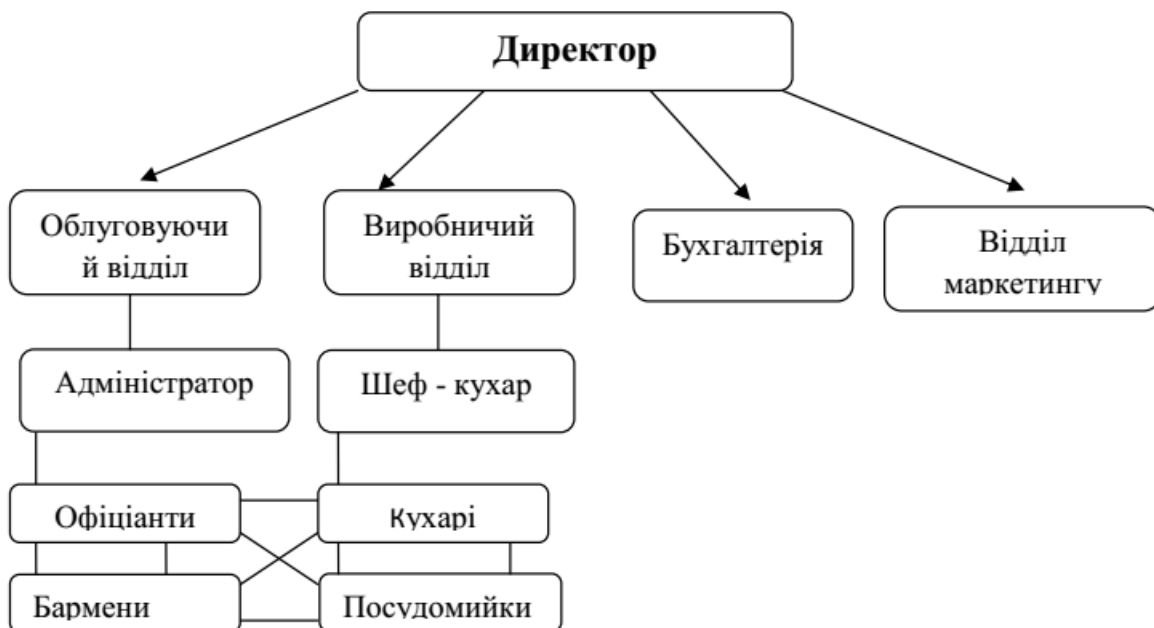 Директор
Облуговуючи
й відділ
Виробничий
відділ
Бухгалтерія
Відділ
маркетингу
Адміністратор
Шеф - кухар
Офіціанти
Кухарі
Бармени
Посудомийки